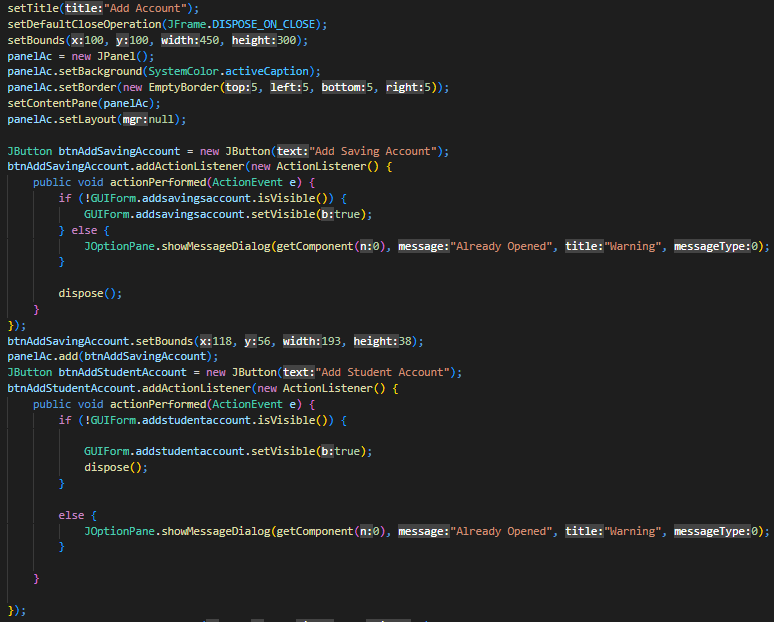 setTitle(title:"Add Account");
setDefaultCloseOperation(JFrame.DISPOSE_ON_CLOSE);
setBounds(x:100, y:100, width:450, height:300);
panelAc = new JPanel();
panelAc.setBackground(SystemColor.activeCaption);
panelAc.setBorder(new EmptyBorder(top:5, left:5, bottom:5, right:5));
setContentPane(panelAc);
panelAc.setLayout(mgr:null);
JButton btnAddSavingAccount = new JButton(text:"Add Saving Account");
btnAddSavingAccount.addActionListener(new ActionListener() {
public void actionPerformed(ActionEvent e) {
if (!GUIForm.addsavingsaccount.isVisible()) {
GUIForm.addsavingsaccount.setVisible(b:true);
} else {
JOptionPane.showMessageDialog(getComponent(n:0), message:"Already Opened", title:"Warning", messageType:0);
}
dispose();
}
});
btnAddSavingAccount.setBounds(x:118, y:56, width:193, height:38);
panelAc.add(btnAddSavingAccount);
JButton btnAddStudentAccount = new JButton(text:"Add Student Account");
btnAddStudentAccount.addActionListener(new ActionListener() {
public void actionPerformed(ActionEvent e) {
if (!GUIForm.addstudentaccount.isVisible()) {
GUIForm.addstudentaccount.setVisible(b:true);
dispose();
}
else {
JOptionPane.showMessageDialog(getComponent(n:0), message:"Already Opened", title:"Warning", messageType:0);
}
}
});